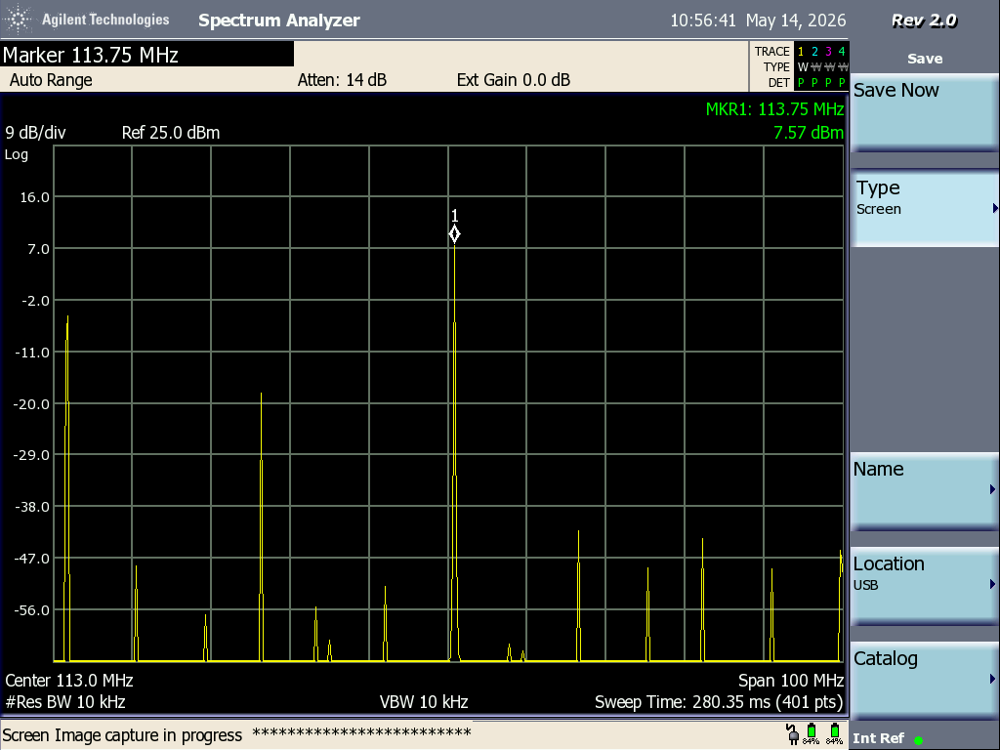 Agilent Technologies Spectrum Analyzer 10:56:41 May 14, 2026 Rev 2.0
Marker 113.75 MHz
Auto Range Atten: 14 dB Ext Gain 0.0 dB
TRACE 1 2 3 4
TYPE W W W W
DET P P P P
MKR1: 113.75 MHz
7.57 dBm
9 dB/div Ref 25.0 dBm
Log
1
16.0
7.0
-2.0
-11.0
-20.0
-29.0
-38.0
-47.0
-56.0
Center 113.0 MHz Span 100 MHz
#Res BW 10 kHz VBW 10 kHz Sweep Time: 280.35 ms (401 pts)
Screen Image capture in progress *************************
84% 84%
Save
Save Now
Type
Screen
Name
Location
USB
Catalog
Int Ref